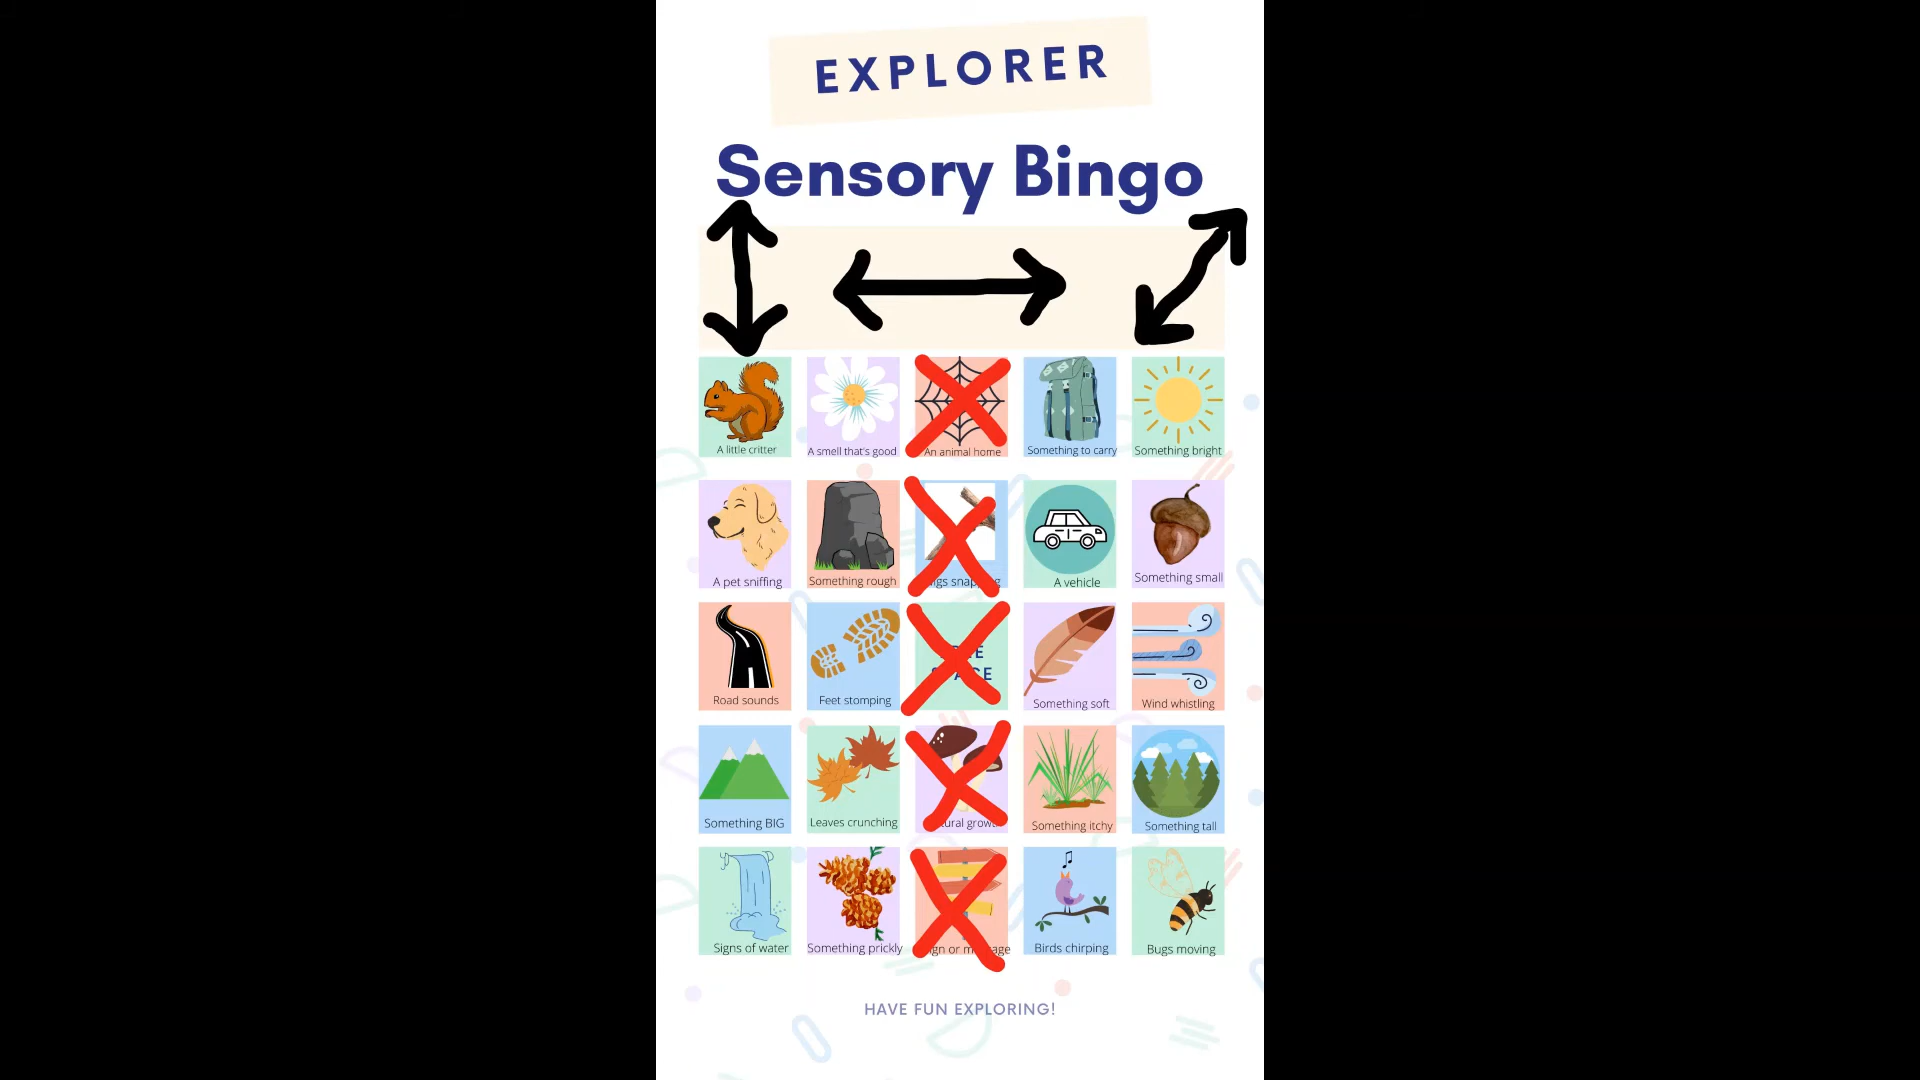 EXPLORER
Sensory Bingo
A little critter
A smell that's good
An animal home
Something to carry
Something bright
A pet sniffing
Something rough
A vehicle
Something small
Road sounds
Feet stomping
Something soft
Wind whistling
Something BIG
Leaves crunching
Something itchy
Something tall
Signs of water
Something prickly
or
Birds chirping
Bugs moving
HAVE FUN EXPLORING!